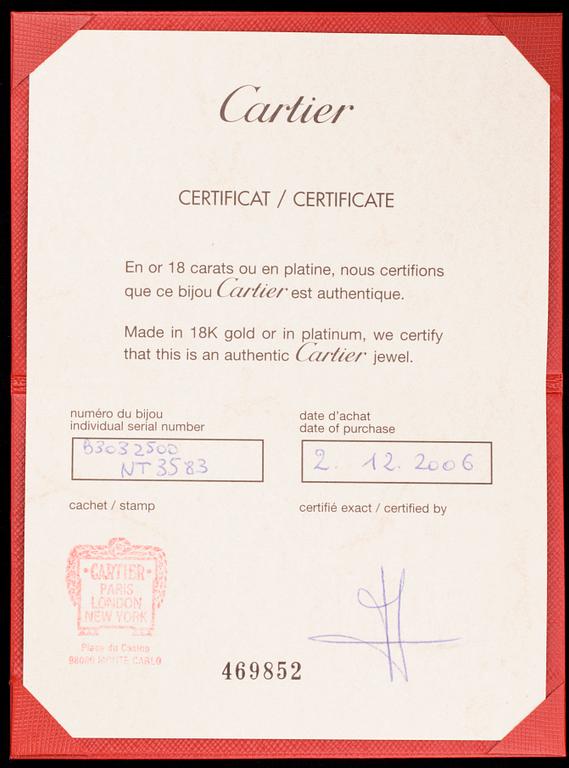 Cartier
CERTIFICAT / CERTIFICATE
En or 18 carats ou en platine, nous certifions
que ce bijou Cartier est authentique.
Made in 18K gold or in platinum, we certify
that this is an authentic Cartier jewel.
numéro du bijou
individual serial number
B3032500
NT3583
date d'achat
date of purchase
2. 12. 2006
cachet / stamp
certifié exact / certified by
CARTIER
PARIS
LONDON
NEW YORK
Place du Casino
98000 MONTE CARLO
469852